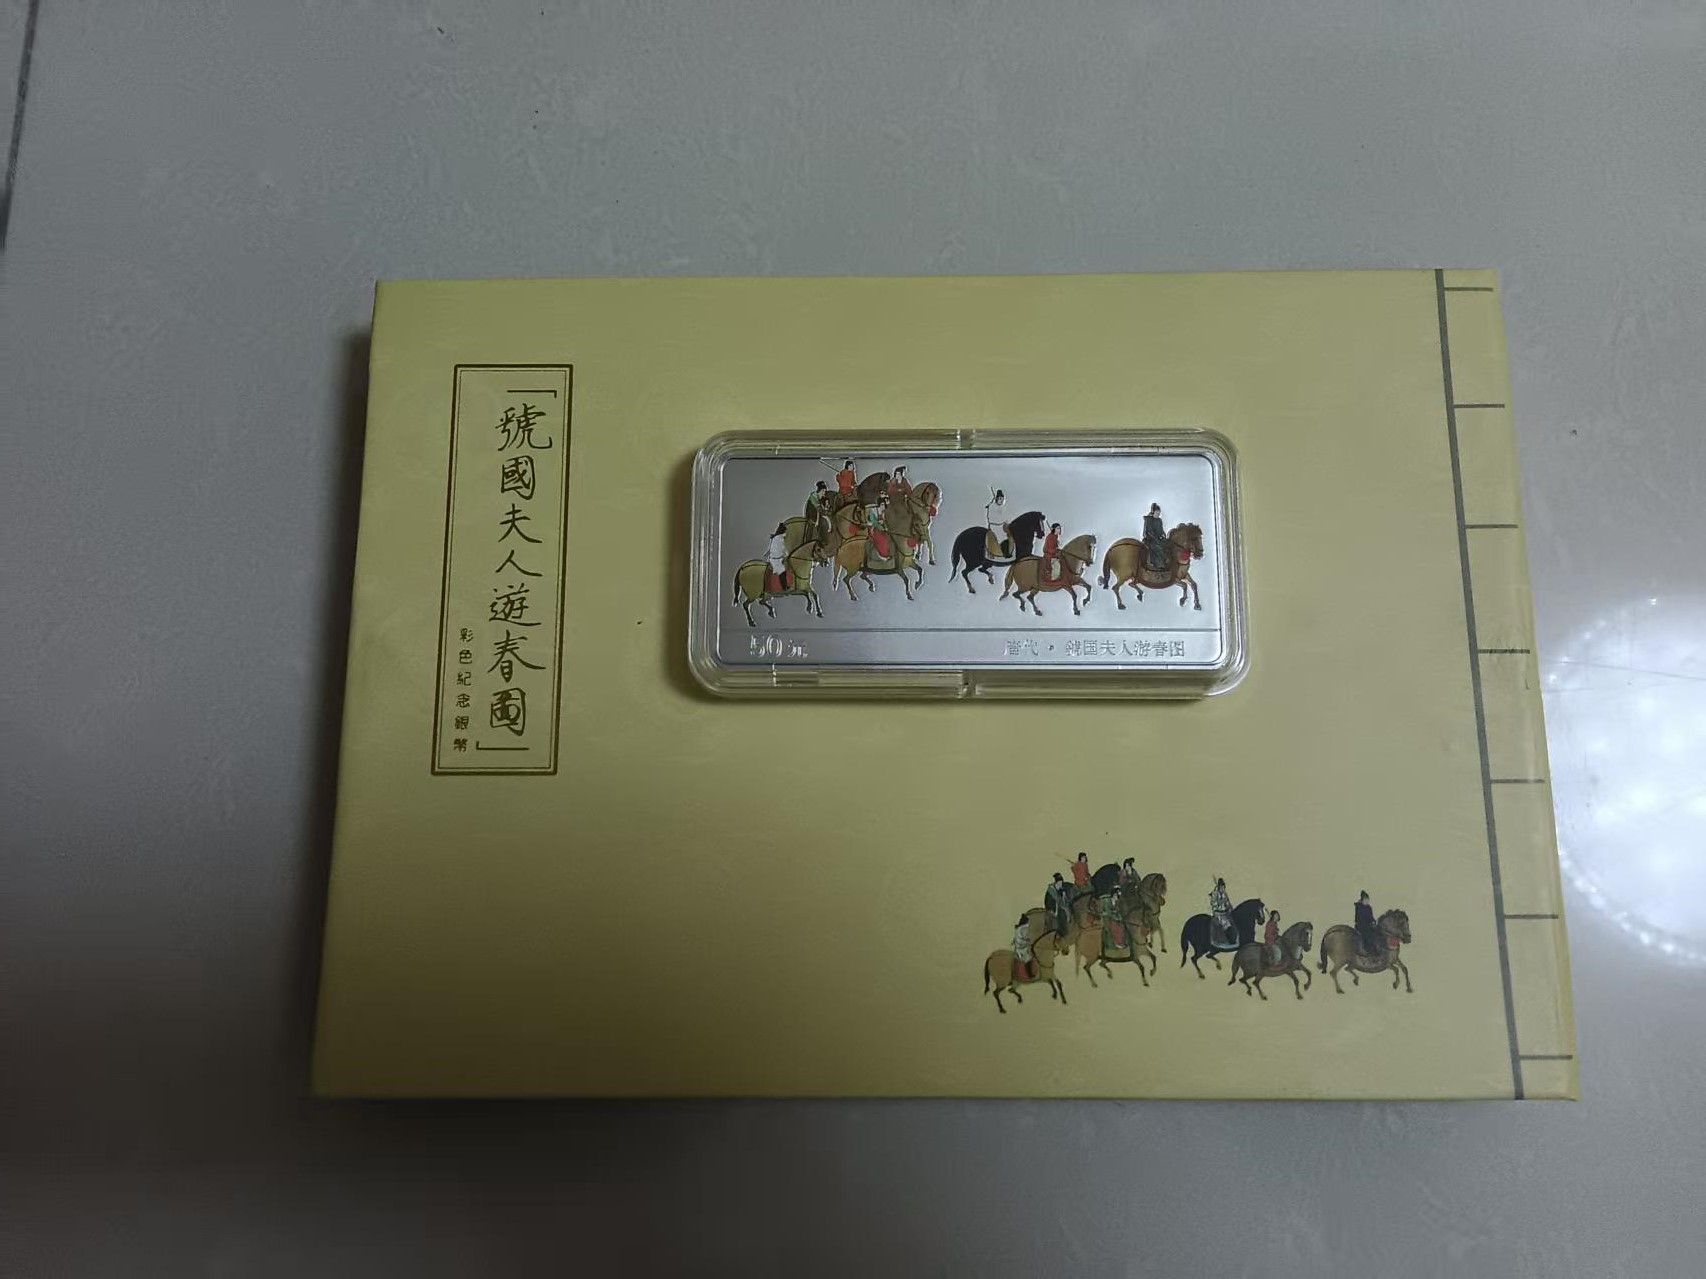 「虢國夫人遊春圖」
彩色紀念銀幣
50元
唐代·虢国夫人游春图